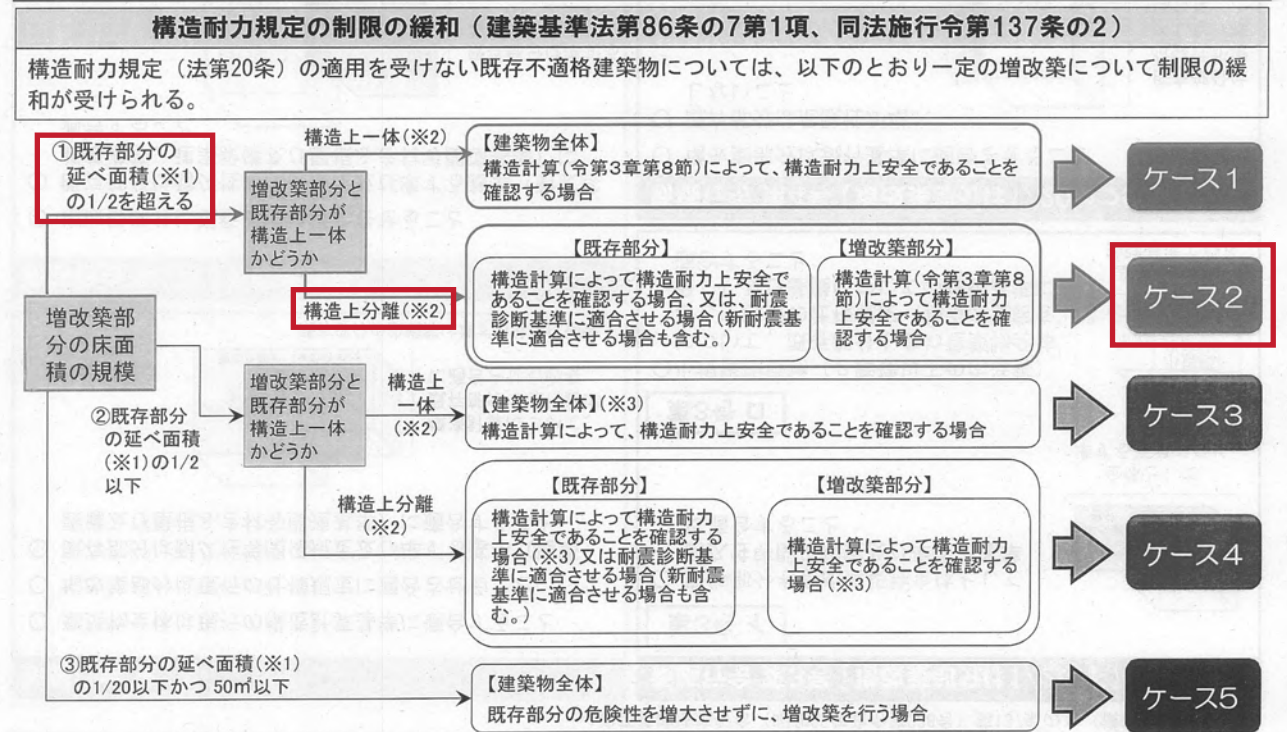 構造耐力規定の制限の緩和（建築基準法第86条の7第1項、同法施行令第137条の2）
構造耐力規定（法第20条）の適用を受けない既存不適格建築物については、以下のとおり一定の増改築について制限の緩
和が受けられる。
①既存部分の
延べ面積(※1)
の1/2を超える
構造上一体(※2)
増改築部分と
既存部分が
構造上一体
かどうか
【建築物全体】
構造計算(令第3章第8節)によって、構造耐力上安全であることを
確認する場合
ケース1
構造上分離(※2)
【既存部分】
構造計算によって構造耐力上安全で
あることを確認する場合、又は、耐震
診断基準に適合させる場合(新耐震基
準に適合させる場合も含む。)
【増改築部分】
構造計算(令第3章第8
節)によって構造耐力
上安全であることを確
認する場合
ケース2
増改築部
分の床面
積の規模
②既存部分
の延べ面積
(※1)の1/2
以下
増改築部分と
既存部分が
構造上一体
かどうか
構造上
一体
(※2)
【建築物全体】(※3)
構造計算によって、構造耐力上安全であることを確認する場合
ケース3
構造上分離
(※2)
【既存部分】
構造計算によって構造耐力
上安全であることを確認する
場合(※3)又は耐震診断基
準に適合させる場合(新耐震
基準に適合させる場合も含
む。)
【増改築部分】
構造計算によって構造耐力
上安全であることを確認する
場合(※3)
ケース4
③既存部分の延べ面積(※1)
の1/20以下かつ 50㎡以下
【建築物全体】
既存部分の危険性を増大させずに、増改築を行う場合
ケース5